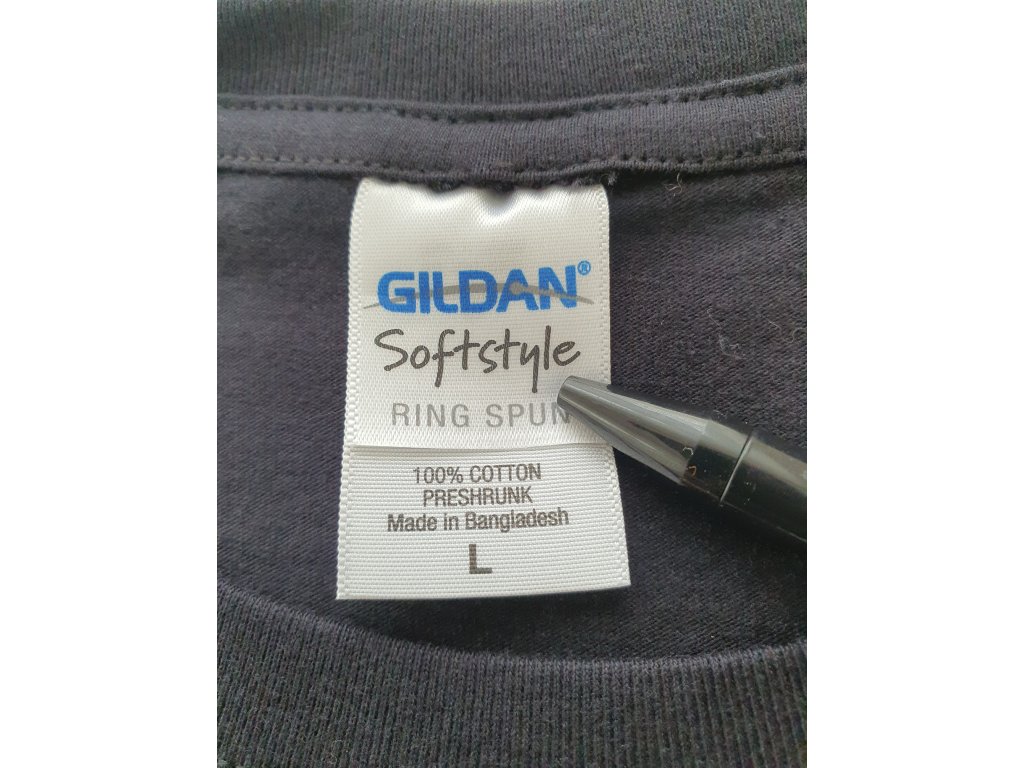 GILDAN®
Softstyle
RING SPUN
100% COTTON
PRESHRUNK
Made in Bangladesh
L